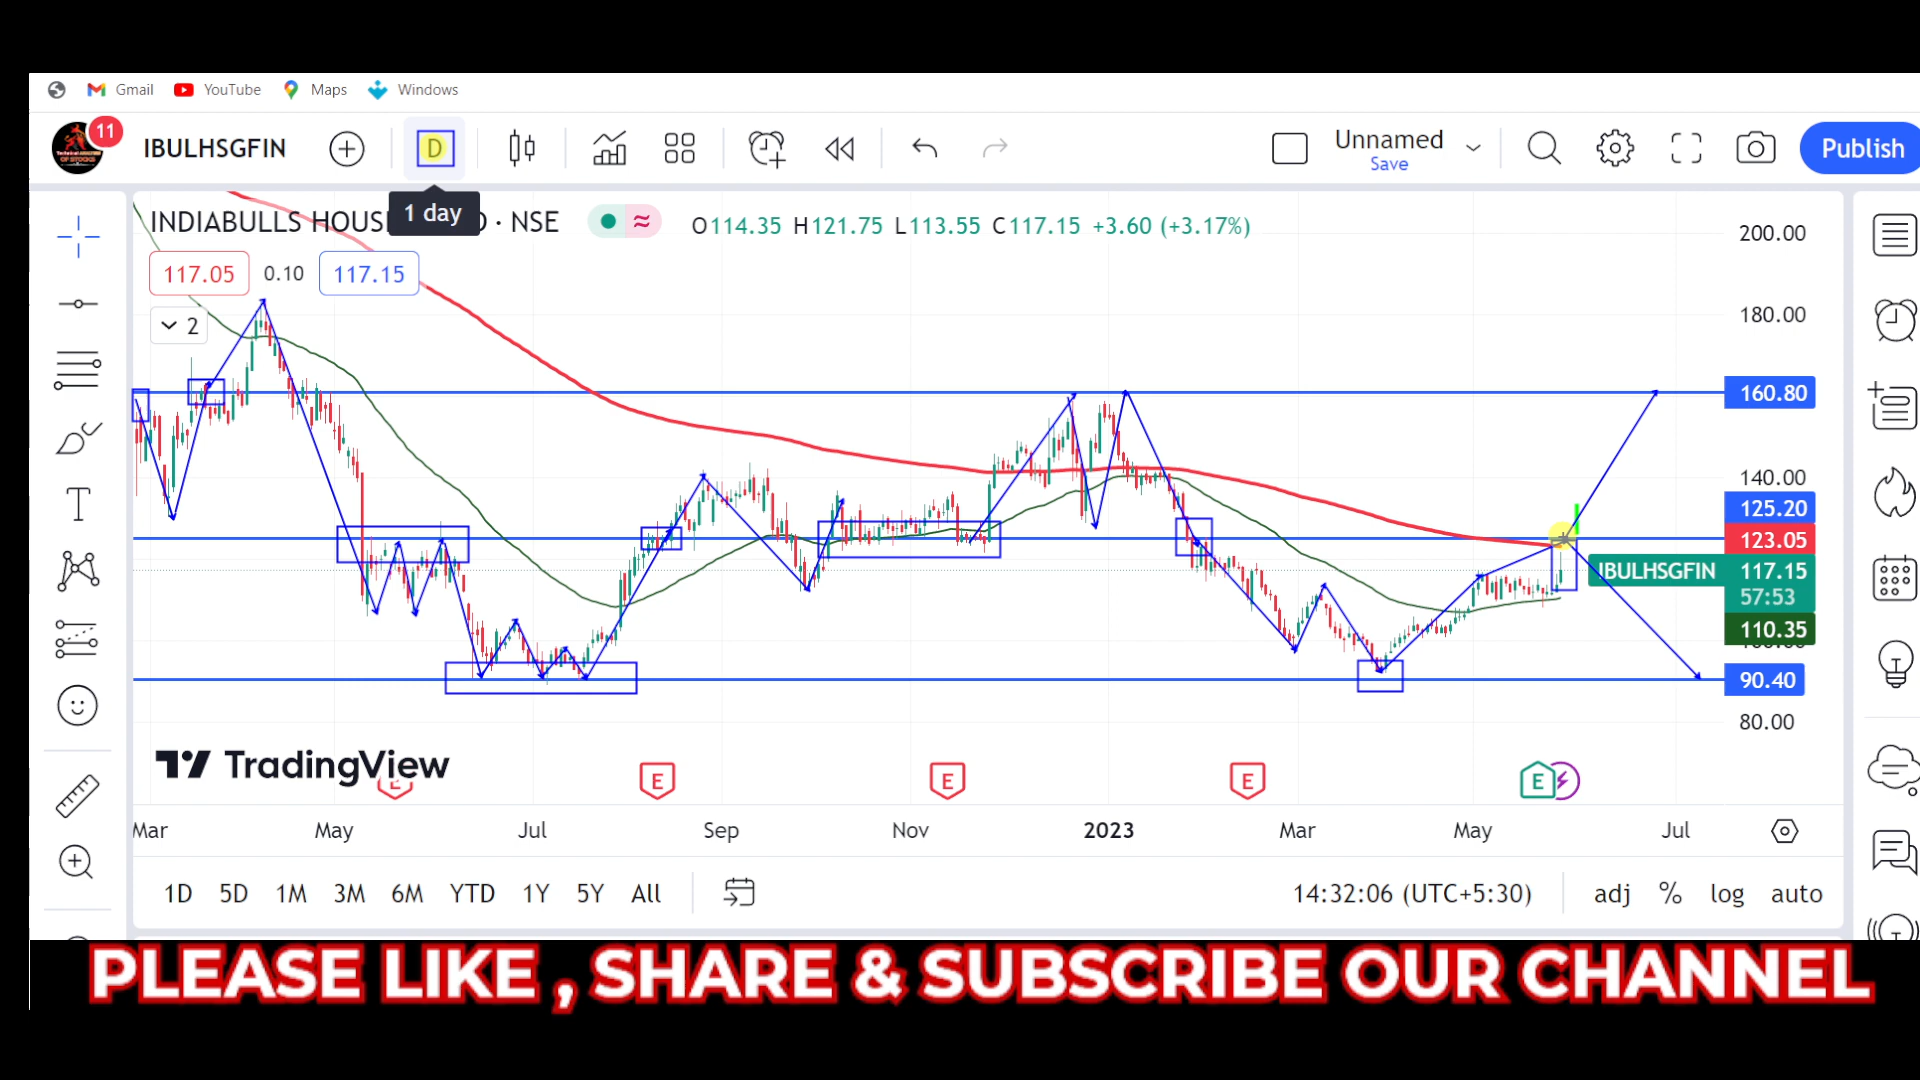 Gmail YouTube Maps Windows
11
IBULHSGFIN D Unnamed
Save
Publish
1 day
INDIABULLS HOUS D · NSE O114.35 H121.75 L113.55 C117.15 +3.60 (+3.17%)
117.05 0.10 117.15
2
200.00
180.00
160.80
140.00
125.20
123.05
IBULHSGFIN 117.15
57:53
110.35
90.40
80.00
TradingView
E E E E E
Mar May Jul Sep Nov 2023 Mar May Jul
1D 5D 1M 3M 6M YTD 1Y 5Y All 14:32:06 (UTC+5:30) adj % log auto
PLEASE LIKE , SHARE & SUBSCRIBE OUR CHANNEL